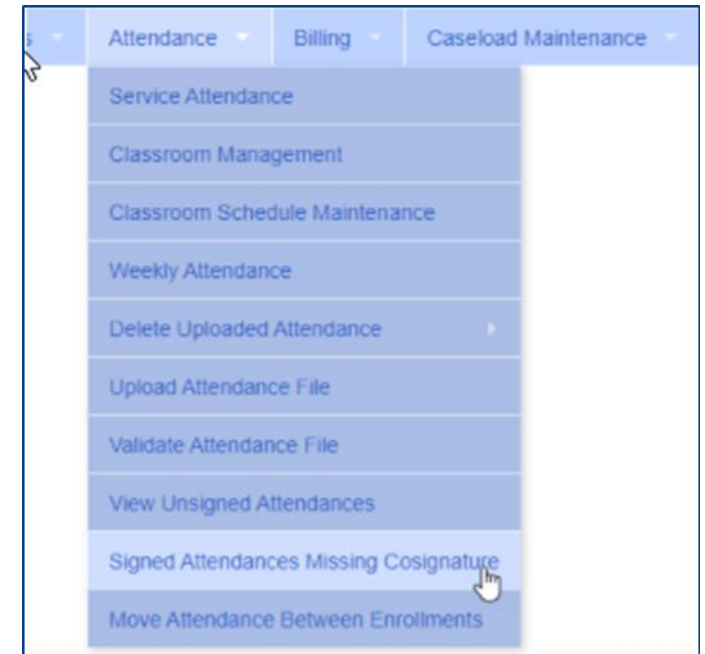 s
Attendance Billing Caseload Maintenance
Service Attendance
Classroom Management
Classroom Schedule Maintenance
Weekly Attendance
Delete Uploaded Attendance
Upload Attendance File
Validate Attendance File
View Unsigned Attendances
Signed Attendances Missing Cosignature
Move Attendance Between Enrollments